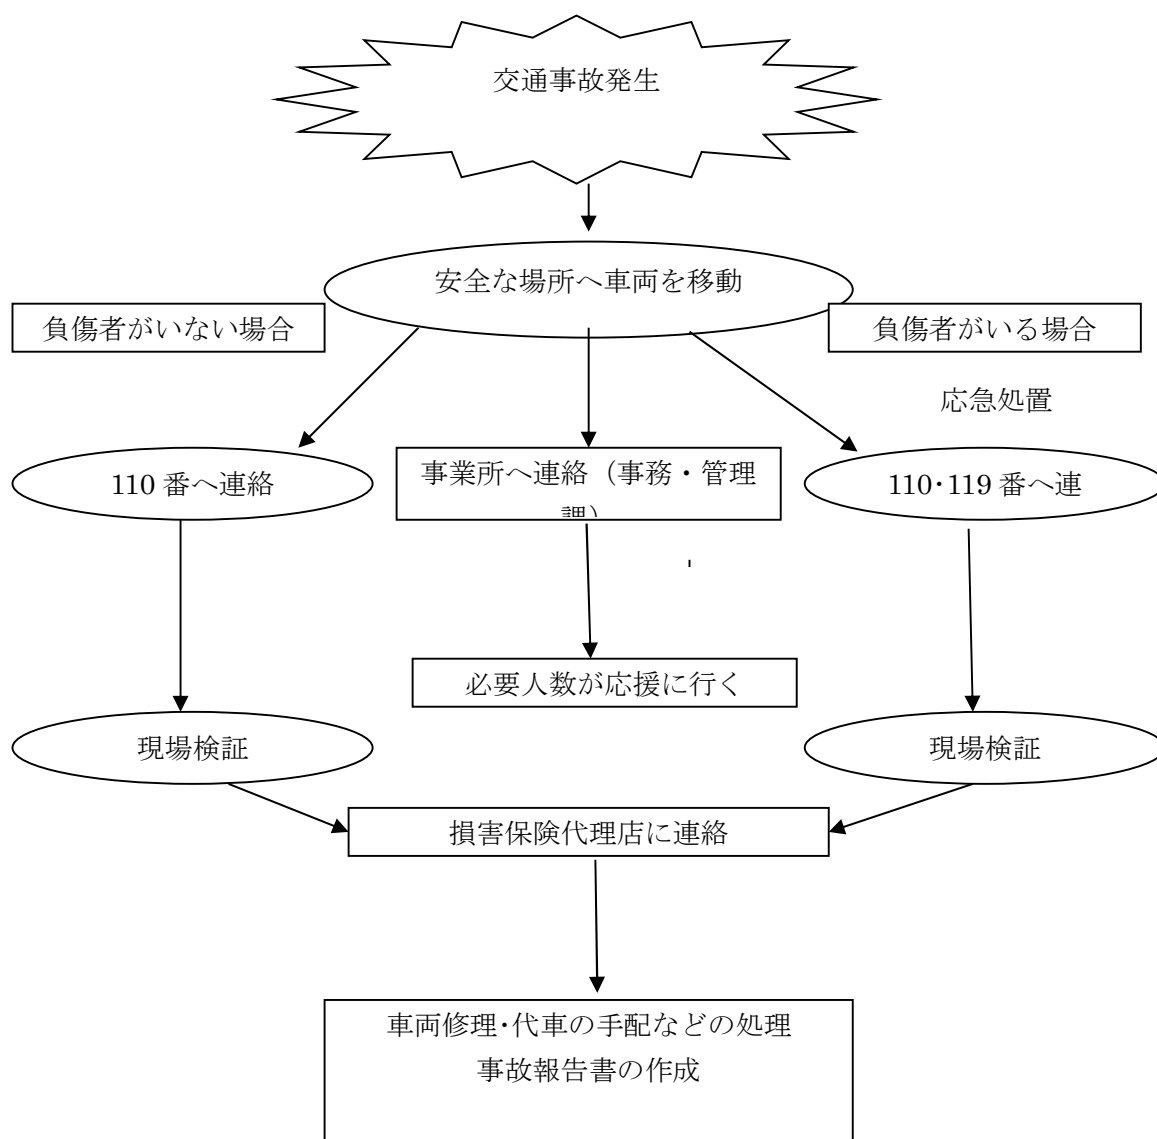 交通事故発生
安全な場所へ車両を移動
負傷者がいない場合
負傷者がいる場合
応急処置
110 番へ連絡
事業所へ連絡（事務・管理
110･119 番へ連
必要人数が応援に行く
現場検証
現場検証
損害保険代理店に連絡
車両修理･代車の手配などの処理
事故報告書の作成